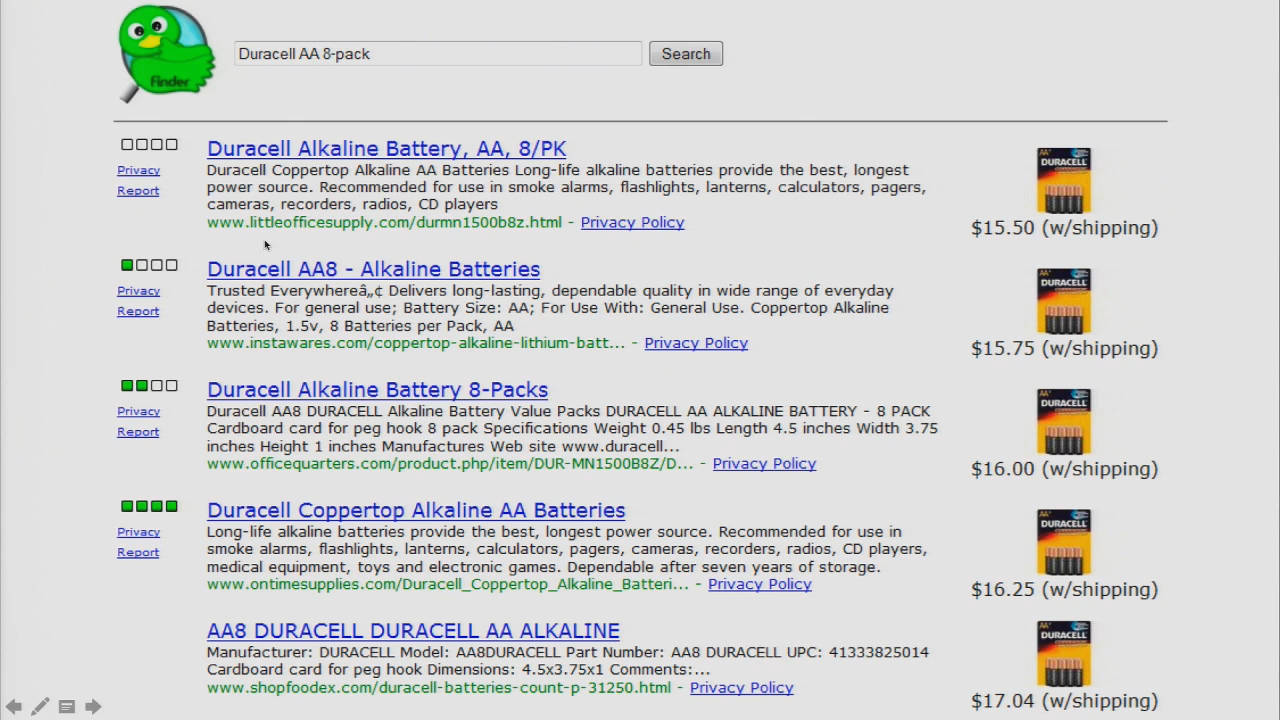 Finder
Duracell AA 8-pack
Search
Duracell Alkaline Battery, AA, 8/PK
Privacy
Report
Duracell Coppertop Alkaline AA Batteries Long-life alkaline batteries provide the best, longest
power source. Recommended for use in smoke alarms, flashlights, lanterns, calculators, pagers,
cameras, recorders, radios, CD players
www.littleofficesupply.com/durmn1500b8z.html - Privacy Policy
DURACELL
$15.50 (w/shipping)
Duracell AA8 - Alkaline Batteries
Privacy
Report
Trusted Everywhereâ„¢ Delivers long-lasting, dependable quality in wide range of everyday
devices. For general use; Battery Size: AA; For Use With: General Use. Coppertop Alkaline
Batteries, 1.5v, 8 Batteries per Pack, AA
www.instawares.com/coppertop-alkaline-lithium-batt... - Privacy Policy
DURACELL
$15.75 (w/shipping)
Duracell Alkaline Battery 8-Packs
Privacy
Report
Duracell AA8 DURACELL Alkaline Battery Value Packs DURACELL AA ALKALINE BATTERY - 8 PACK
Cardboard card for peg hook 8 pack Specifications Weight 0.45 lbs Length 4.5 inches Width 3.75
inches Height 1 inches Manufactures Web site www.duracell...
www.officequarters.com/product.php/item/DUR-MN1500B8Z/D... - Privacy Policy
DURACELL
$16.00 (w/shipping)
Duracell Coppertop Alkaline AA Batteries
Privacy
Report
Long-life alkaline batteries provide the best, longest power source. Recommended for use in
smoke alarms, flashlights, lanterns, calculators, pagers, cameras, recorders, radios, CD players,
medical equipment, toys and electronic games. Dependable after seven years of storage.
www.ontimesupplies.com/Duracell_Coppertop_Alkaline_Batteri... - Privacy Policy
DURACELL
$16.25 (w/shipping)
AA8 DURACELL DURACELL AA ALKALINE
Manufacturer: DURACELL Model: AA8DURACELL Part Number: AA8 DURACELL UPC: 41333825014
Cardboard card for peg hook Dimensions: 4.5x3.75x1 Comments:...
www.shopfoodex.com/duracell-batteries-count-p-31250.html - Privacy Policy
DURACELL
$17.04 (w/shipping)